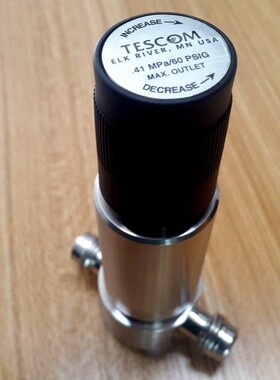 INCREASE
TESCOM
ELK RIVER, MN USA
.41 MPa/60 PSIG
MAX. OUTLET
DECREASE